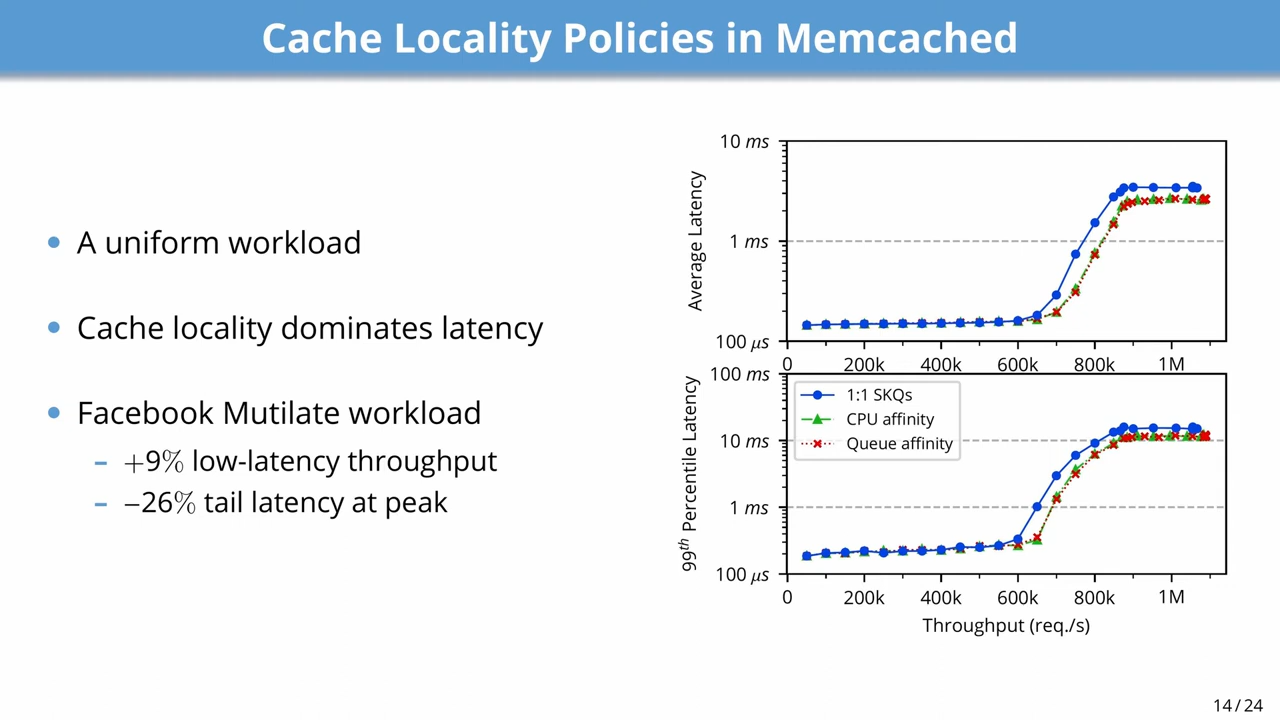 Cache Locality Policies in Memcached
• A uniform workload
• Cache locality dominates latency
• Facebook Mutilate workload
– +9% low-latency throughput
– −26% tail latency at peak
Average Latency
10 ms
1 ms
100 μs
0 200k 400k 600k 800k 1M
99th Percentile Latency
100 ms
10 ms
1 ms
100 μs
1:1 SKQs
CPU affinity
Queue affinity
0 200k 400k 600k 800k 1M
Throughput (req./s)
14 / 24